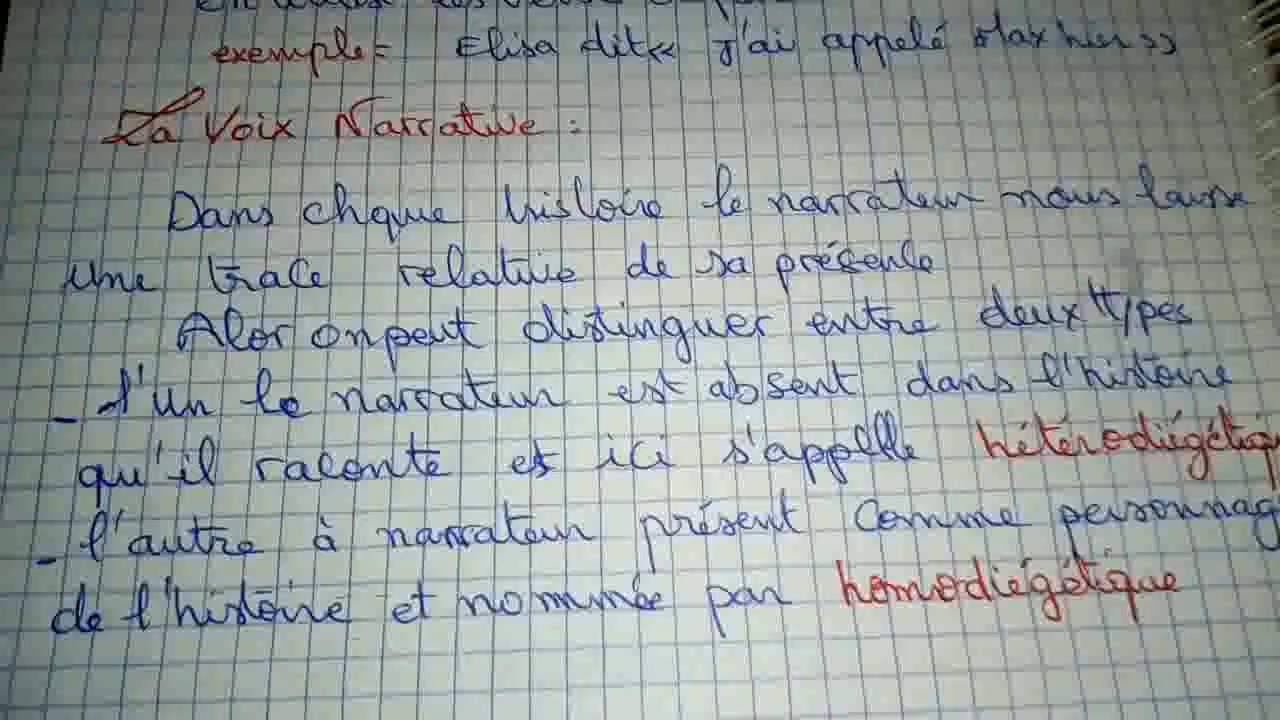 exemple= Elisa dit« J'ai appelé Max hier»
La Voix Narrative :
Dans chque histoire le narrateur nous laisse
une trace relative de sa présence
Alor on peut distinguer entre deux types
- l'un le narrateur est absent dans l'histoire
qu'il raconte et ici s'appelle hétérodiégétiq
- l'autre à narrateur présent comme personnag
de l'histoire et nommée par homodiégétique